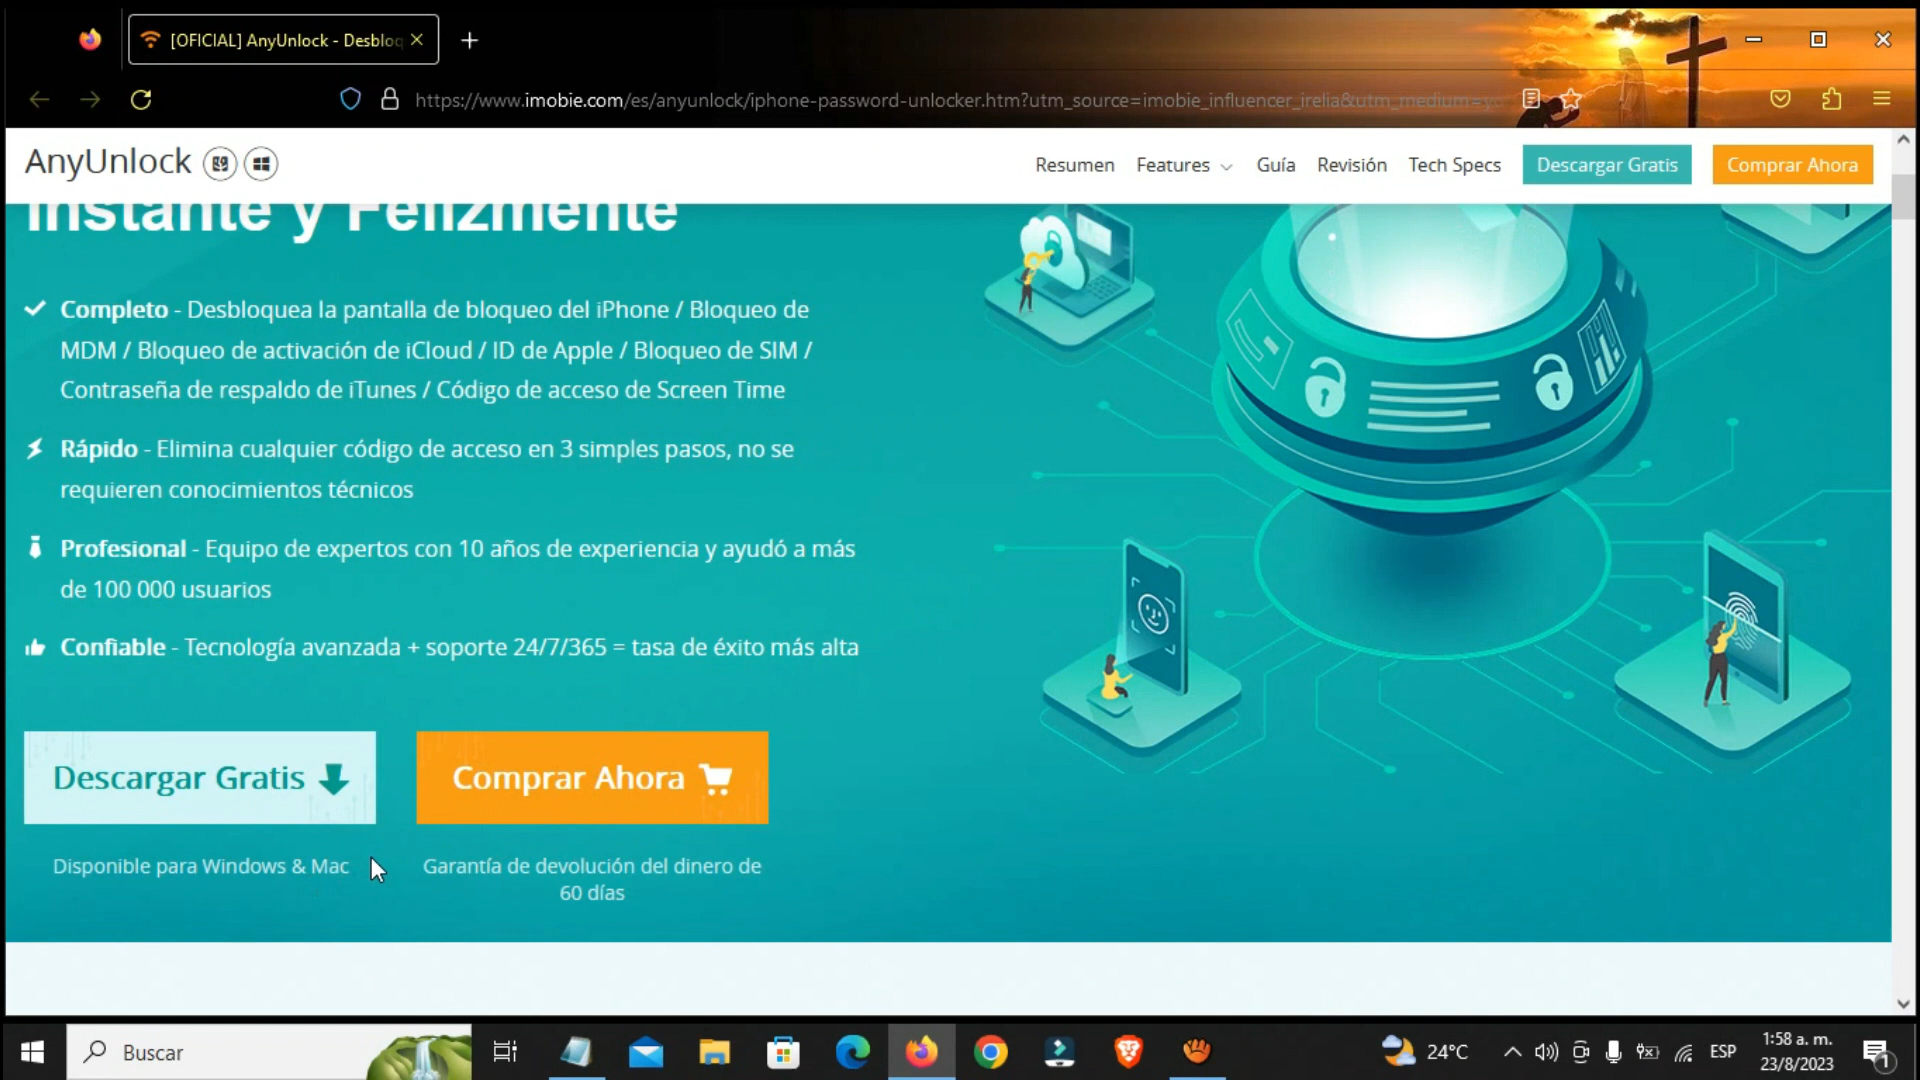 [OFICIAL] AnyUnlock - Desbloq
https://www.imobie.com/es/anyunlock/iphone-password-unlocker.htm?utm_source=imobie_influencer_irelia&utm_medium=y
AnyUnlock
Resumen Features Guía Revisión Tech Specs Descargar Gratis Comprar Ahora
Instante y Felizmente
Completo - Desbloquea la pantalla de bloqueo del iPhone / Bloqueo de
MDM / Bloqueo de activación de iCloud / ID de Apple / Bloqueo de SIM /
Contraseña de respaldo de iTunes / Código de acceso de Screen Time
Rápido - Elimina cualquier código de acceso en 3 simples pasos, no se
requieren conocimientos técnicos
Profesional - Equipo de expertos con 10 años de experiencia y ayudó a más
de 100 000 usuarios
Confiable - Tecnología avanzada + soporte 24/7/365 = tasa de éxito más alta
Descargar Gratis Comprar Ahora
Disponible para Windows & Mac
Garantía de devolución del dinero de
60 días
Buscar
24°C
ESP
1:58 a. m.
23/8/2023
1